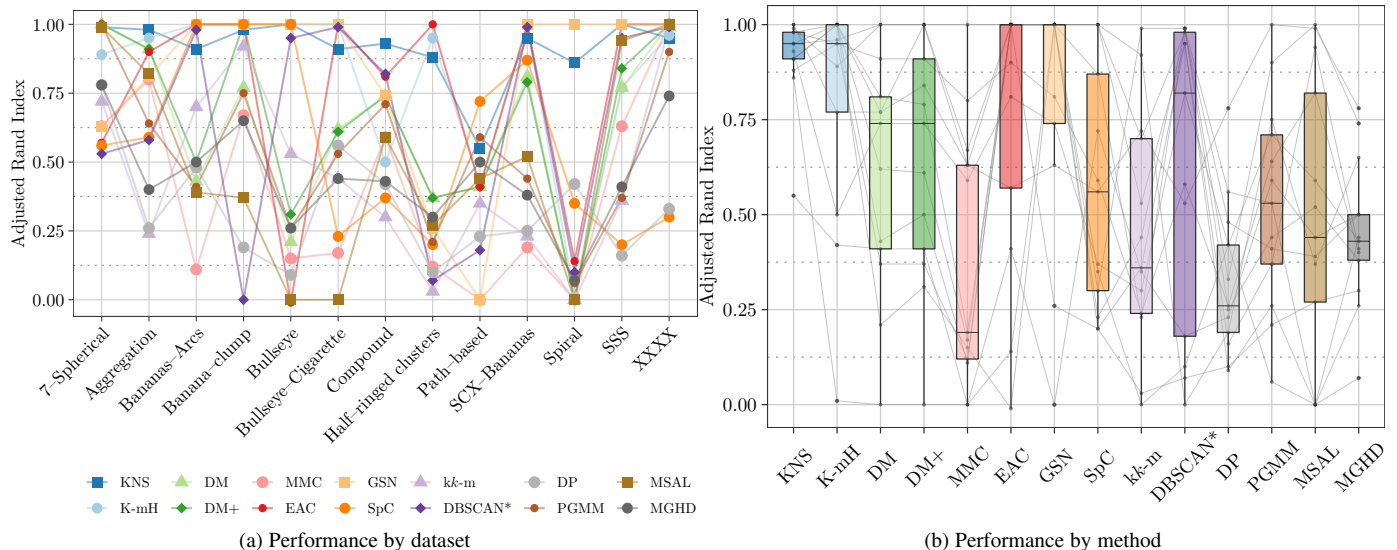 1.00
0.75
0.50
0.25
0.00
Adjusted Rand Index
7–Spherical
Aggregation
Bananas–Arcs
Banana–clump
Bullseye
Bullseye–Cigarette
Compound
Half–ringed clusters
Path–based
SCX–Bananas
Spiral
SSS
XXXX
KNS DM MMC GSN kk-m DP MSAL
K-mH DM+ EAC SpC DBSCAN* PGMM MGHD
(a) Performance by dataset
1.00
0.75
0.50
0.25
0.00
Adjusted Rand Index
KNS
K-mH
DM
DM+
MMC
EAC
GSN
SpC
kk-m
DBSCAN*
DP
PGMM
MSAL
MGHD
(b) Performance by method